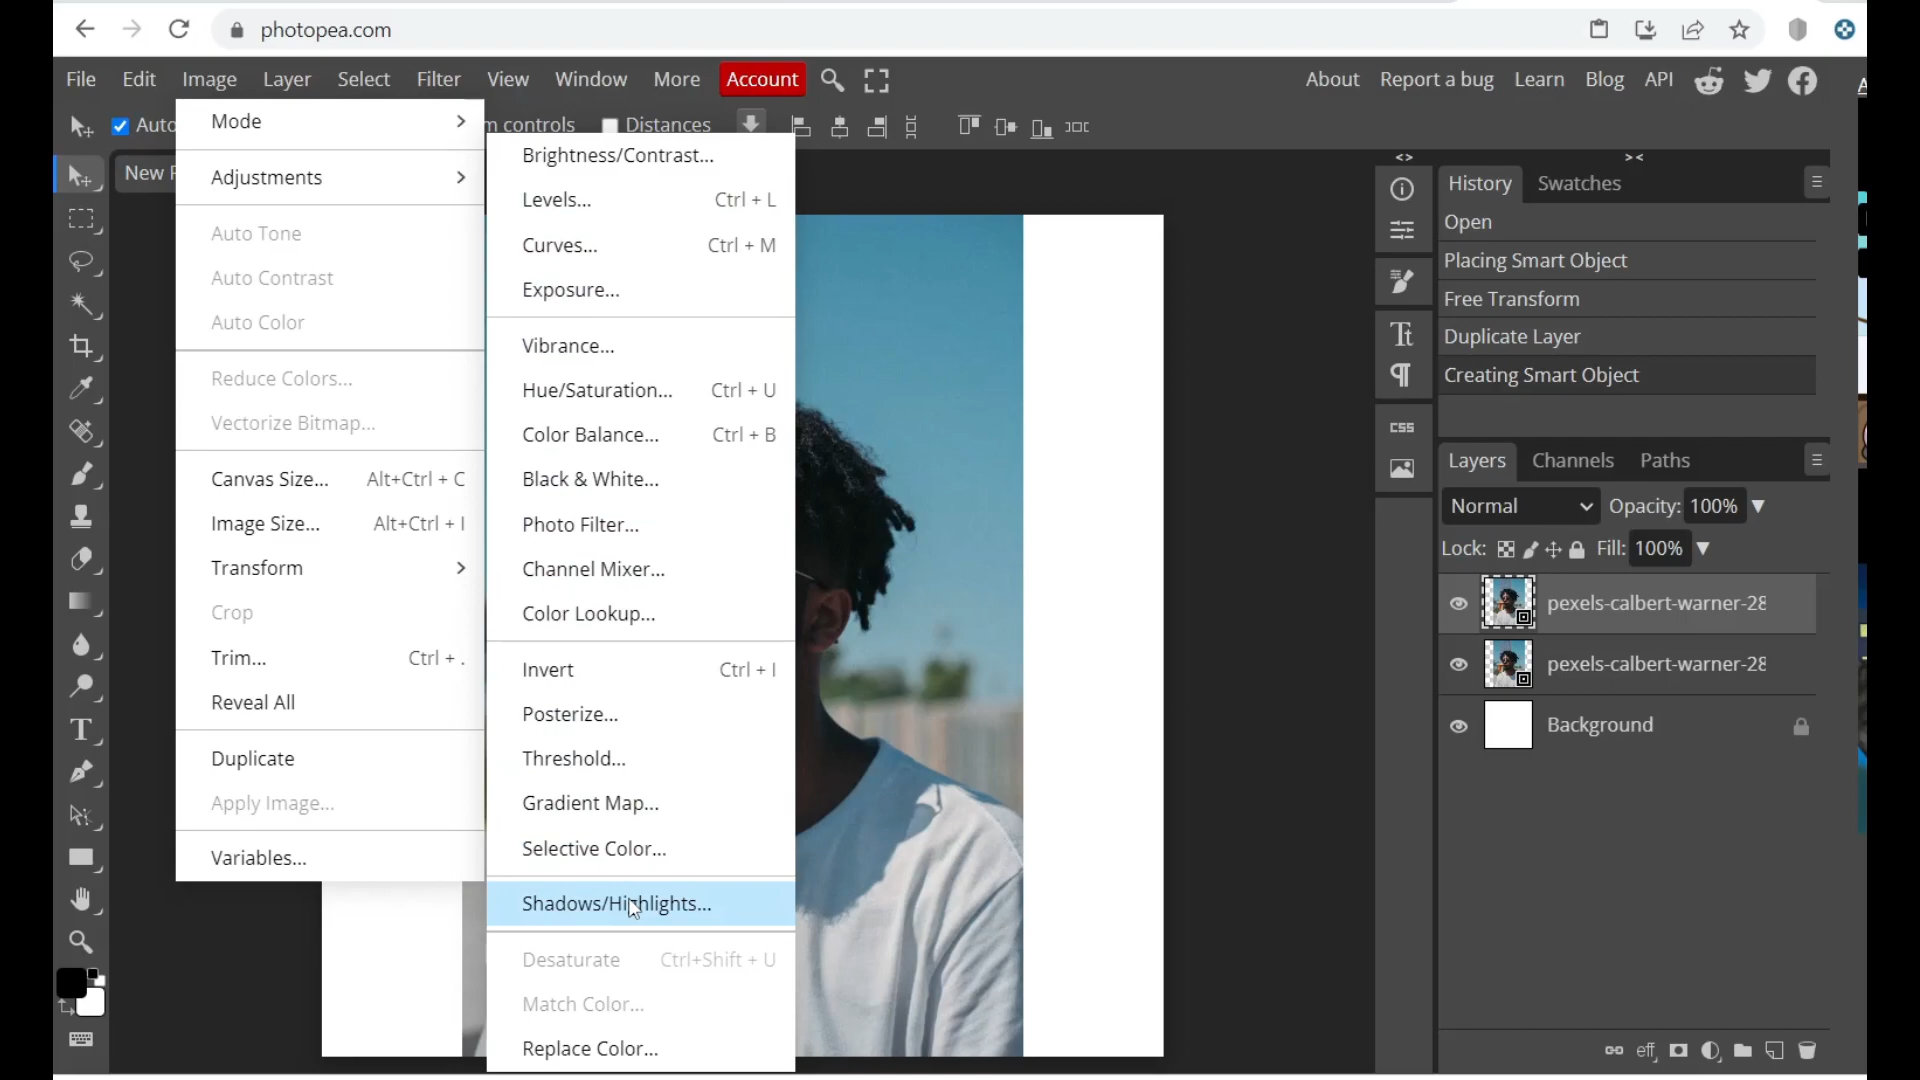 photopea.com
File Edit Image Layer Select Filter View Window More Account About Report a bug Learn Blog API
Auto m controls Distances
New
Mode
Adjustments
Auto Tone
Auto Contrast
Auto Color
Reduce Colors...
Vectorize Bitmap...
Canvas Size... Alt+Ctrl + C
Image Size... Alt+Ctrl + I
Transform
Crop
Trim... Ctrl + .
Reveal All
Duplicate
Apply Image...
Variables...
Brightness/Contrast...
Levels... Ctrl + L
Curves... Ctrl + M
Exposure...
Vibrance...
Hue/Saturation... Ctrl + U
Color Balance... Ctrl + B
Black & White...
Photo Filter...
Channel Mixer...
Color Lookup...
Invert Ctrl + I
Posterize...
Threshold...
Gradient Map...
Selective Color...
Shadows/Highlights...
Desaturate Ctrl+Shift + U
Match Color...
Replace Color...
History Swatches
Open
Placing Smart Object
Free Transform
Duplicate Layer
Creating Smart Object
CSS
Layers Channels Paths
Normal Opacity: 100%
Lock: Fill: 100%
pexels-calbert-warner-28
pexels-calbert-warner-28
Background
eff